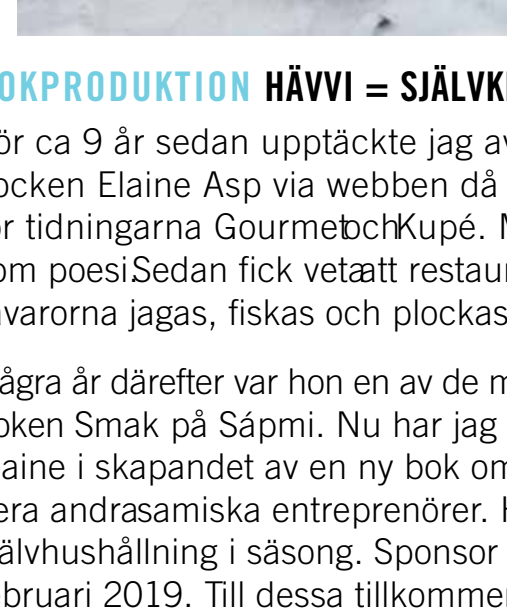 OKPRODUKTION HÄVVI = SJÄLVK
ör ca 9 år sedan upptäckte jag av
ocken Elaine Asp via webben då
or tidningarna GourmetochKupé. M
om poesi.Sedan fick vetaatt restaur
varorna jagas, fiskas och plockas
ågra år därefter var hon en av de m
oken Smak på Sápmi. Nu har jag
laine i skapandet av en ny bok om
era andrasamiska entreprenörer. H
älvhushållning i säsong. Sponsor
ebruari 2019. Till dessa tillkommer